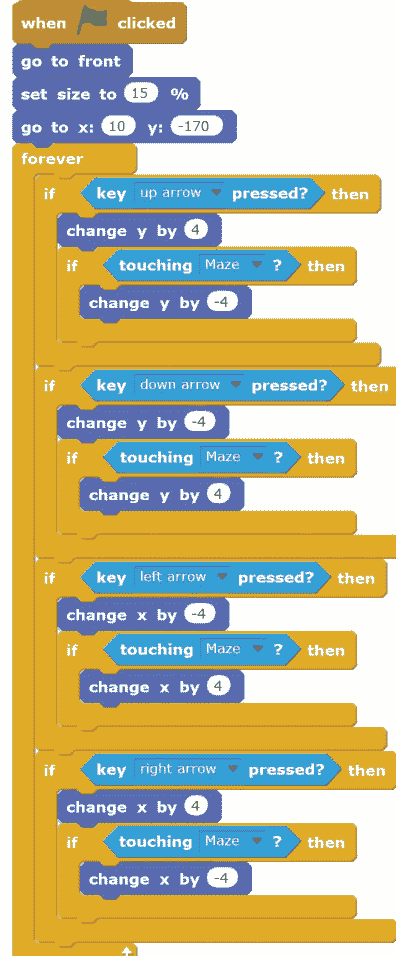 when clicked
go to front
set size to 15 %
go to x: 10 y: -170
forever
if key up arrow pressed? then
change y by 4
if touching Maze ? then
change y by -4
if key down arrow pressed? then
change y by -4
if touching Maze ? then
change y by 4
if key left arrow pressed? then
change x by -4
if touching Maze ? then
change x by 4
if key right arrow pressed? then
change x by 4
if touching Maze ? then
change x by -4